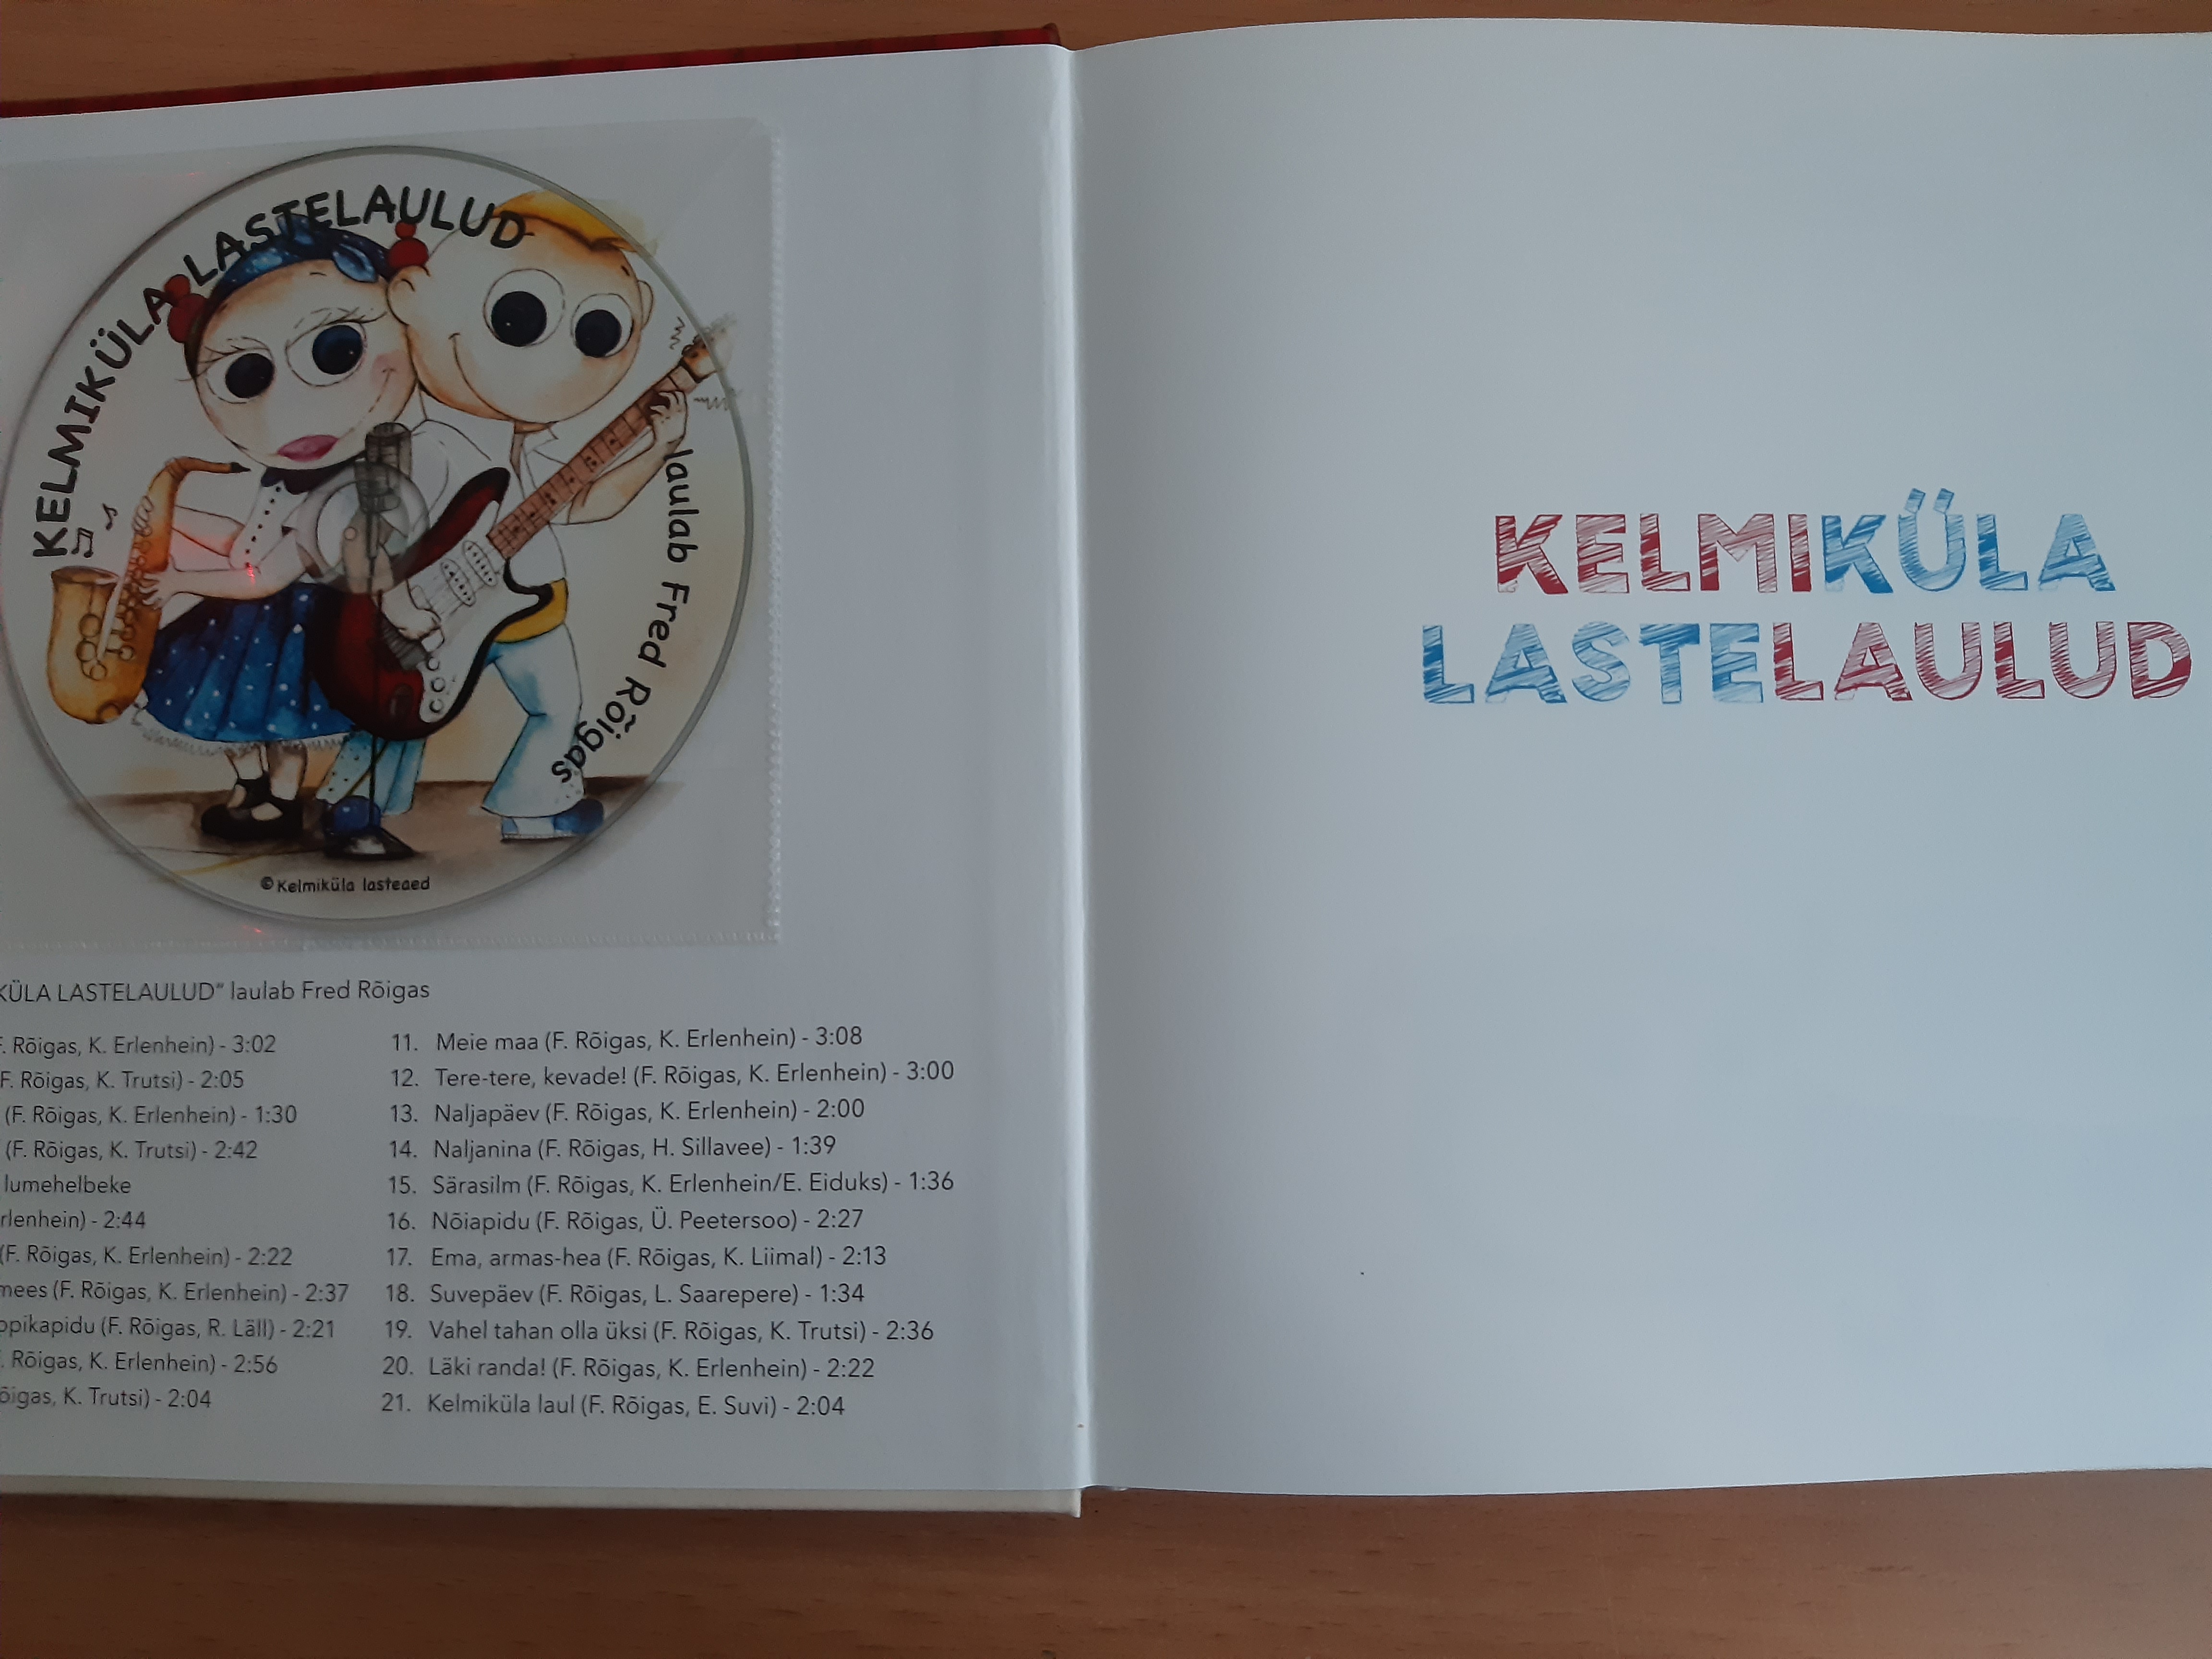 KELMIKÜLA LASTELAULUD
laulab Fred Rõigas
© Kelmiküla lasteaed
KÜLA LASTELAULUD" laulab Fred Rõigas
F. Rõigas, K. Erlenhein) - 3:02
F. Rõigas, K. Trutsi) - 2:05
(F. Rõigas, K. Erlenhein) - 1:30
(F. Rõigas, K. Trutsi) - 2:42
lumehelbeke
rlenhein) - 2:44
(F. Rõigas, K. Erlenhein) - 2:22
mees (F. Rõigas, K. Erlenhein) - 2:37
opikapidu (F. Rõigas, R. Läll) - 2:21
. Rõigas, K. Erlenhein) - 2:56
õigas, K. Trutsi) - 2:04
11. Meie maa (F. Rõigas, K. Erlenhein) - 3:08
12. Tere-tere, kevade! (F. Rõigas, K. Erlenhein) - 3:00
13. Naljapäev (F. Rõigas, K. Erlenhein) - 2:00
14. Naljanina (F. Rõigas, H. Sillavee) - 1:39
15. Särasilm (F. Rõigas, K. Erlenhein/E. Eiduks) - 1:36
16. Nõiapidu (F. Rõigas, Ü. Peetersoo) - 2:27
17. Ema, armas-hea (F. Rõigas, K. Liimal) - 2:13
18. Suvepäev (F. Rõigas, L. Saarepere) - 1:34
19. Vahel tahan olla üksi (F. Rõigas, K. Trutsi) - 2:36
20. Läki randa! (F. Rõigas, K. Erlenhein) - 2:22
21. Kelmiküla laul (F. Rõigas, E. Suvi) - 2:04
KELMIKÜLA
LASTELAULUD